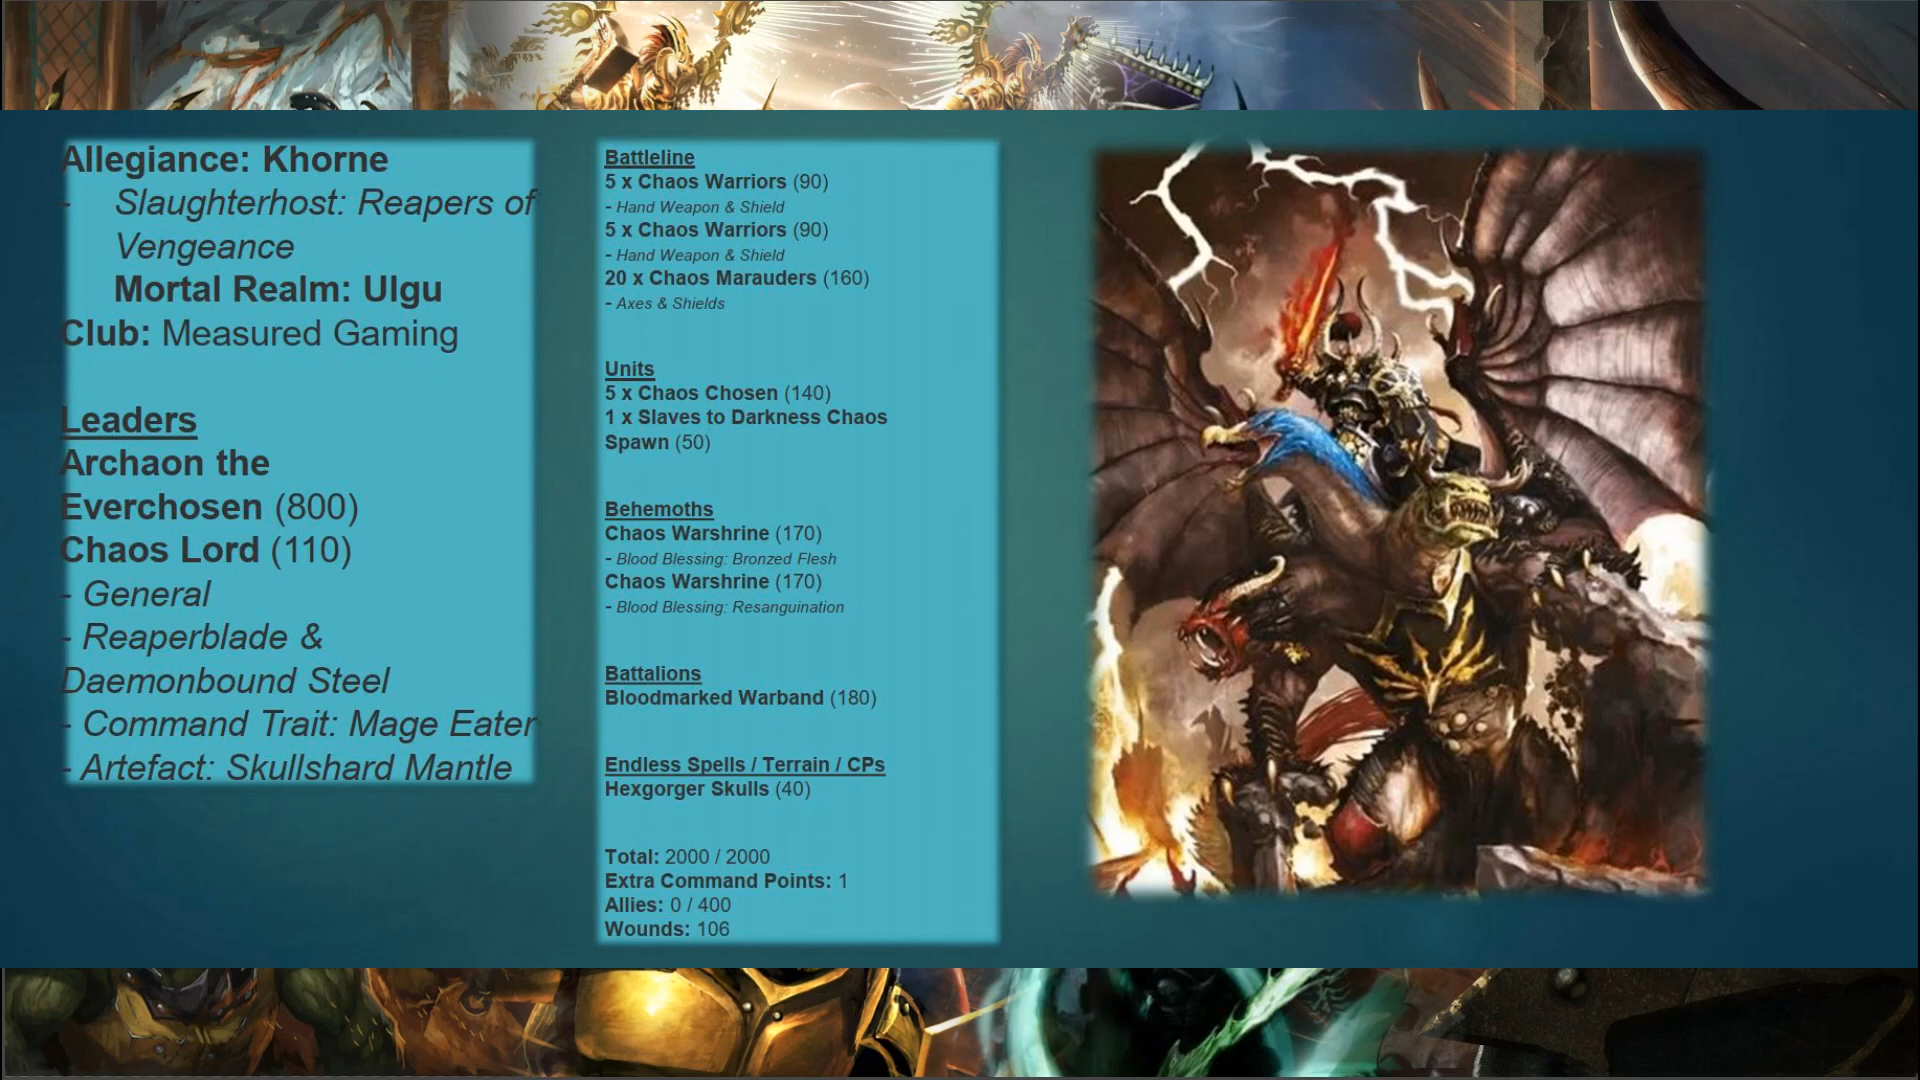 Allegiance: Khorne
- Slaughterhost: Reapers of
Vengeance
Mortal Realm: Ulgu
Club: Measured Gaming
Leaders
Archaon the
Everchosen (800)
Chaos Lord (110)
- General
- Reaperblade &
Daemonbound Steel
- Command Trait: Mage Eater
- Artefact: Skullshard Mantle
Battleline
5 x Chaos Warriors (90)
- Hand Weapon & Shield
5 x Chaos Warriors (90)
- Hand Weapon & Shield
20 x Chaos Marauders (160)
- Axes & Shields
Units
5 x Chaos Chosen (140)
1 x Slaves to Darkness Chaos
Spawn (50)
Behemoths
Chaos Warshrine (170)
- Blood Blessing: Bronzed Flesh
Chaos Warshrine (170)
- Blood Blessing: Resanguination
Battalions
Bloodmarked Warband (180)
Endless Spells / Terrain / CPs
Hexgorger Skulls (40)
Total: 2000 / 2000
Extra Command Points: 1
Allies: 0 / 400
Wounds: 106